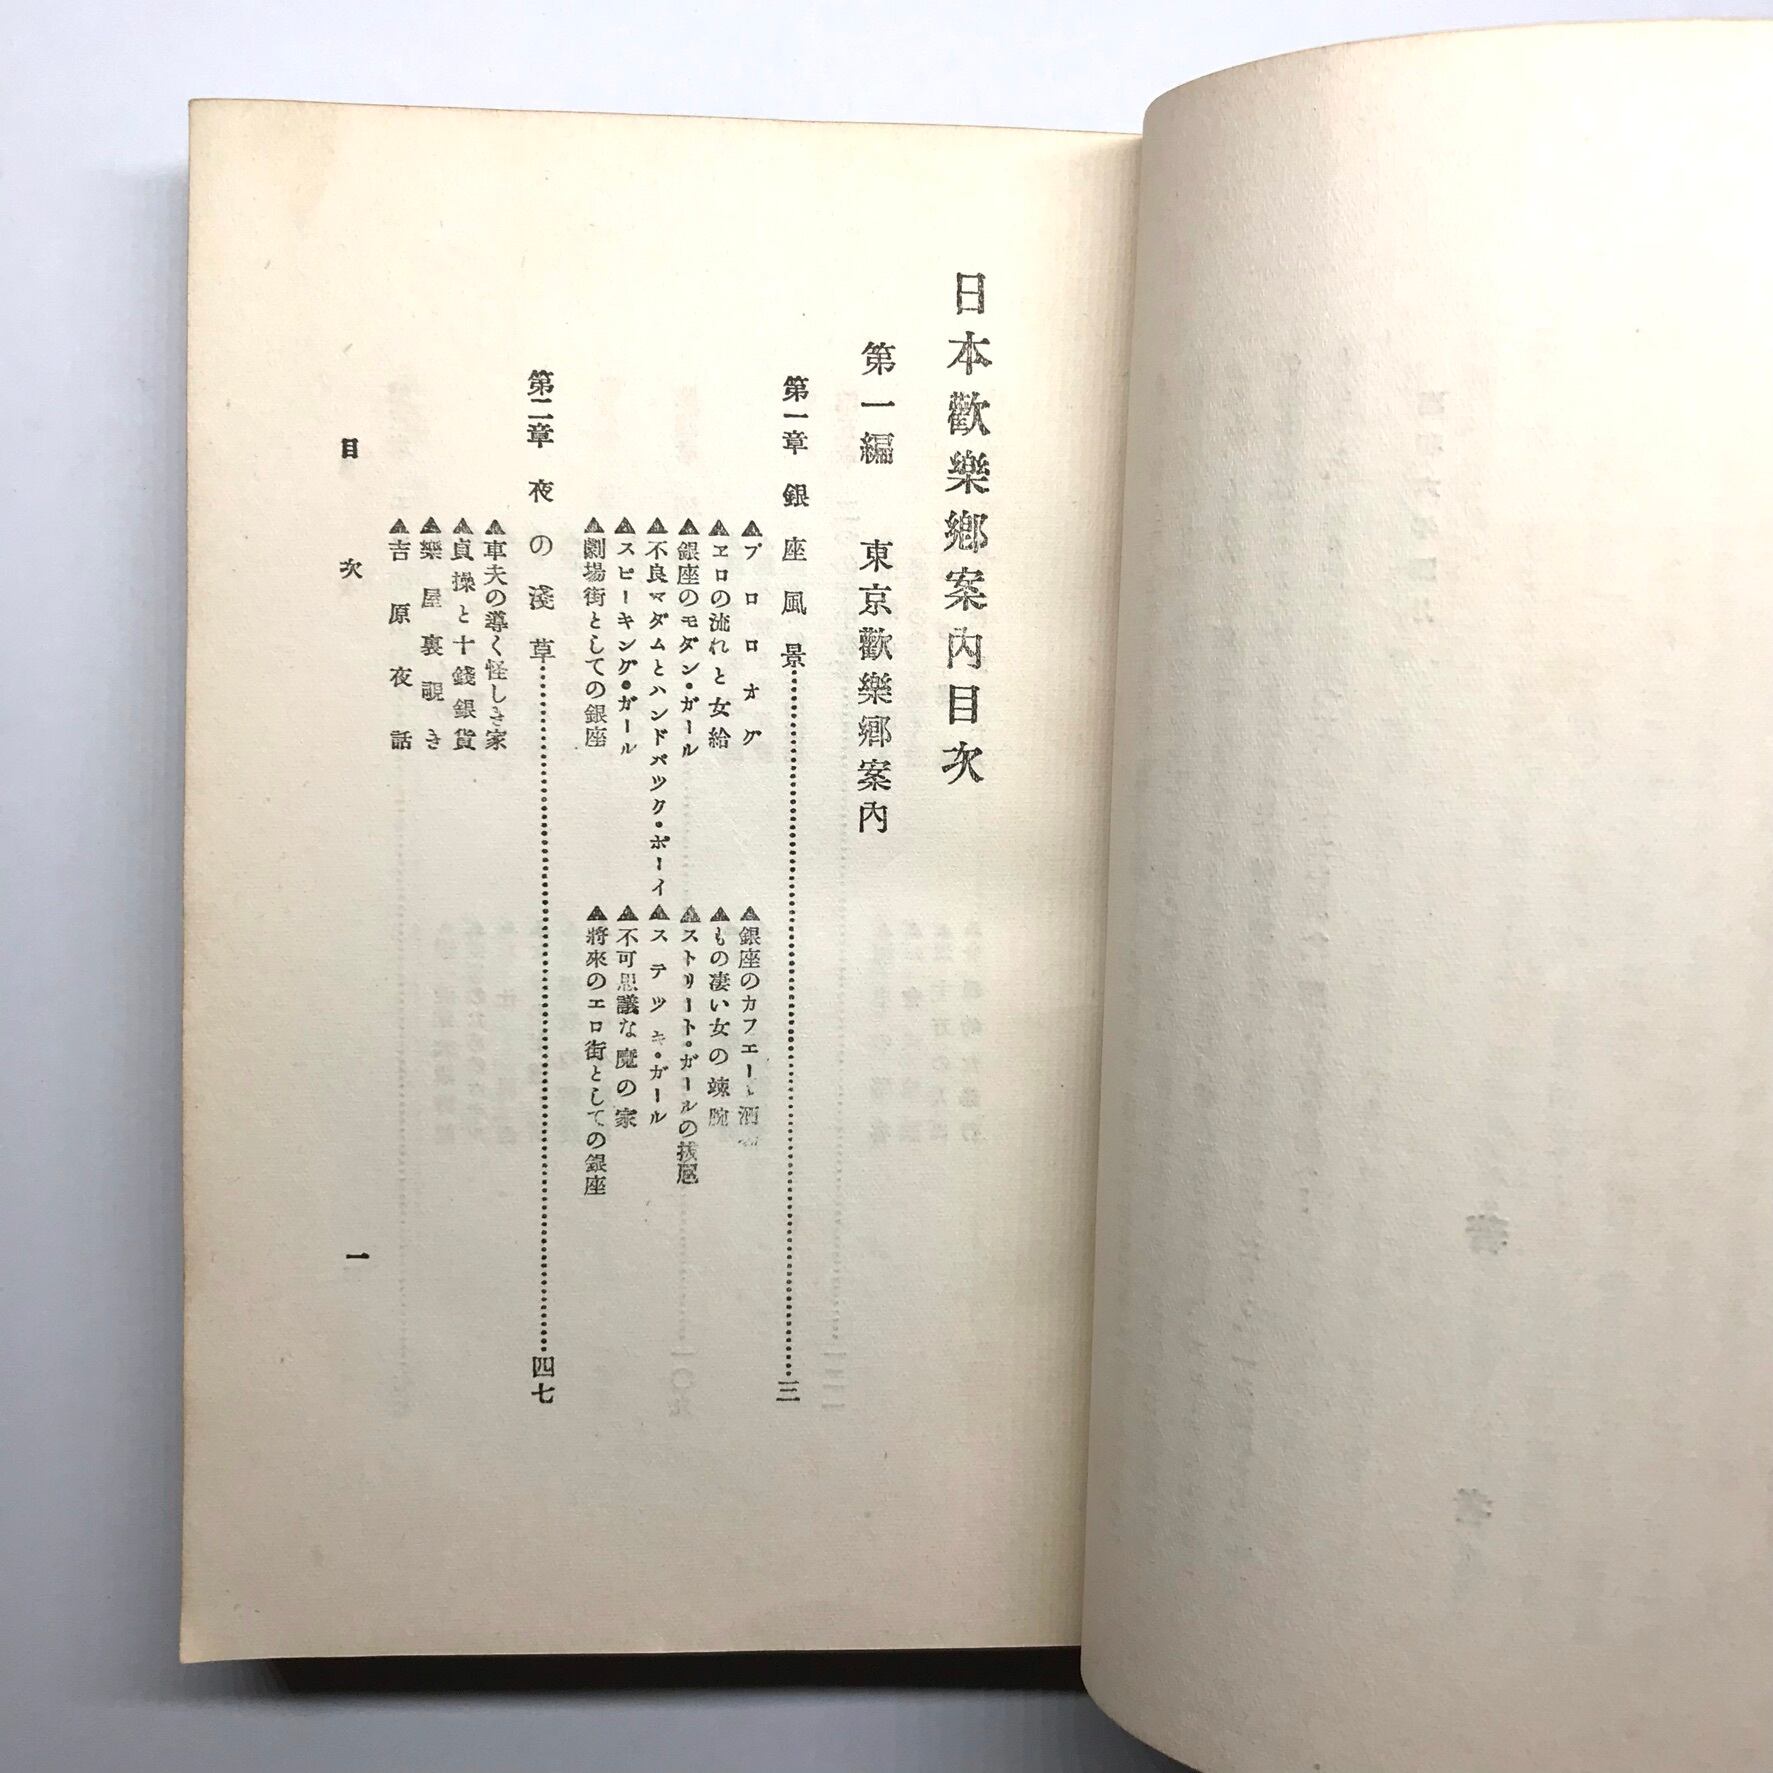 日本歡樂鄕案內目次
第一編 東京歡樂鄕案內
第一章 銀座風景……三
▲プロロオグ
▲銀座のカフエーと酒場
▲ヱロの流れと女給
▲もの凄い女の竦腕
▲銀座のモダン・ガール
▲ストリート・ガールの抜
▲不良マダムとハンドバツク・ボーイ
▲ステツキ・ガール
▲スピーキング・ガール
▲不可思議な魔の家
▲劇場街としての銀座
▲將來のエロ街としての銀座
第二章 夜の淺草……四七
▲車夫の導く怪しき家
▲貞操と十錢銀貨
▲樂屋裏覗き
▲吉原夜話
目次 一